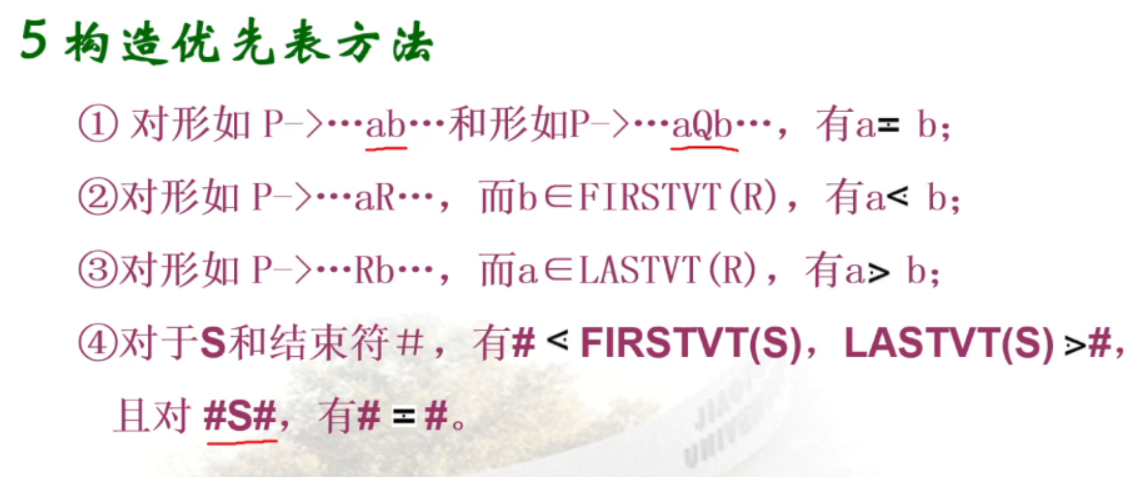 5 构造优先表方法
① 对形如 P->…ab…和形如P->…aQb…，有a≐ b；
②对形如 P->…aR…，而b∈FIRSTVT(R)，有a⋖ b；
③对形如 P->…Rb…，而a∈LASTVT(R)，有a⋗ b；
④对于S和结束符＃，有# ⋖ FIRSTVT(S)，LASTVT(S) ⋗#，
且对 #S#，有# ≐ #。
JIAOT
UNIVER